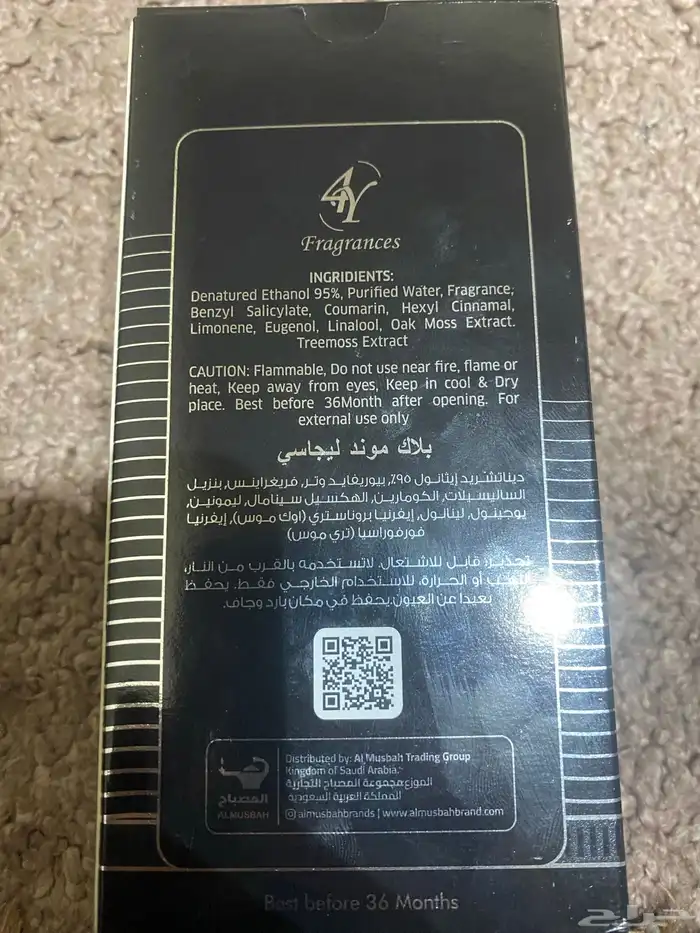 4Y
Fragrances
INGRIDIENTS:
Denatured Ethanol 95%, Purified Water, Fragrance,
Benzyl Salicylate, Coumarin, Hexyl Cinnamal,
Limonene, Eugenol, Linalool, Oak Moss Extract.
Treemoss Extract
CAUTION: Flammable, Do not use near fire, flame or
heat, Keep away from eyes, Keep in cool & Dry
place. Best before 36Month after opening. For
external use only
بلاك موند ليجاسي
ديناتشريد إيثانول ٩٥٪, بيوريفايد وتر, فريغراينس, بنزيل
الساليسيلات, الكومارين, الهكسيل سينامال, ليمونين,
يوجينول, لينالول, إيفرنيا بروناستري (اوك موس), إيفرنيا
فورفوراسيا (تري موس)
تحذير: قابل للاشتعال, لاتستخدمه بالقرب من النار,
أو الحرارة, للاستخدام الخارجي فقط. يحفظ
بعيدا عن العيون.يحفظ في مكان بارد وجاف.
المصباح
ALMUSBAH
Distributed by: Al Musbah Trading Group
Kingdom of Saudi Arabia.
الموزع:مجموعة المصباح التجارية
المملكة العربية السعودية
almusbahbrands | www.almusbahbrand.com
Best before 36 Months
حراج